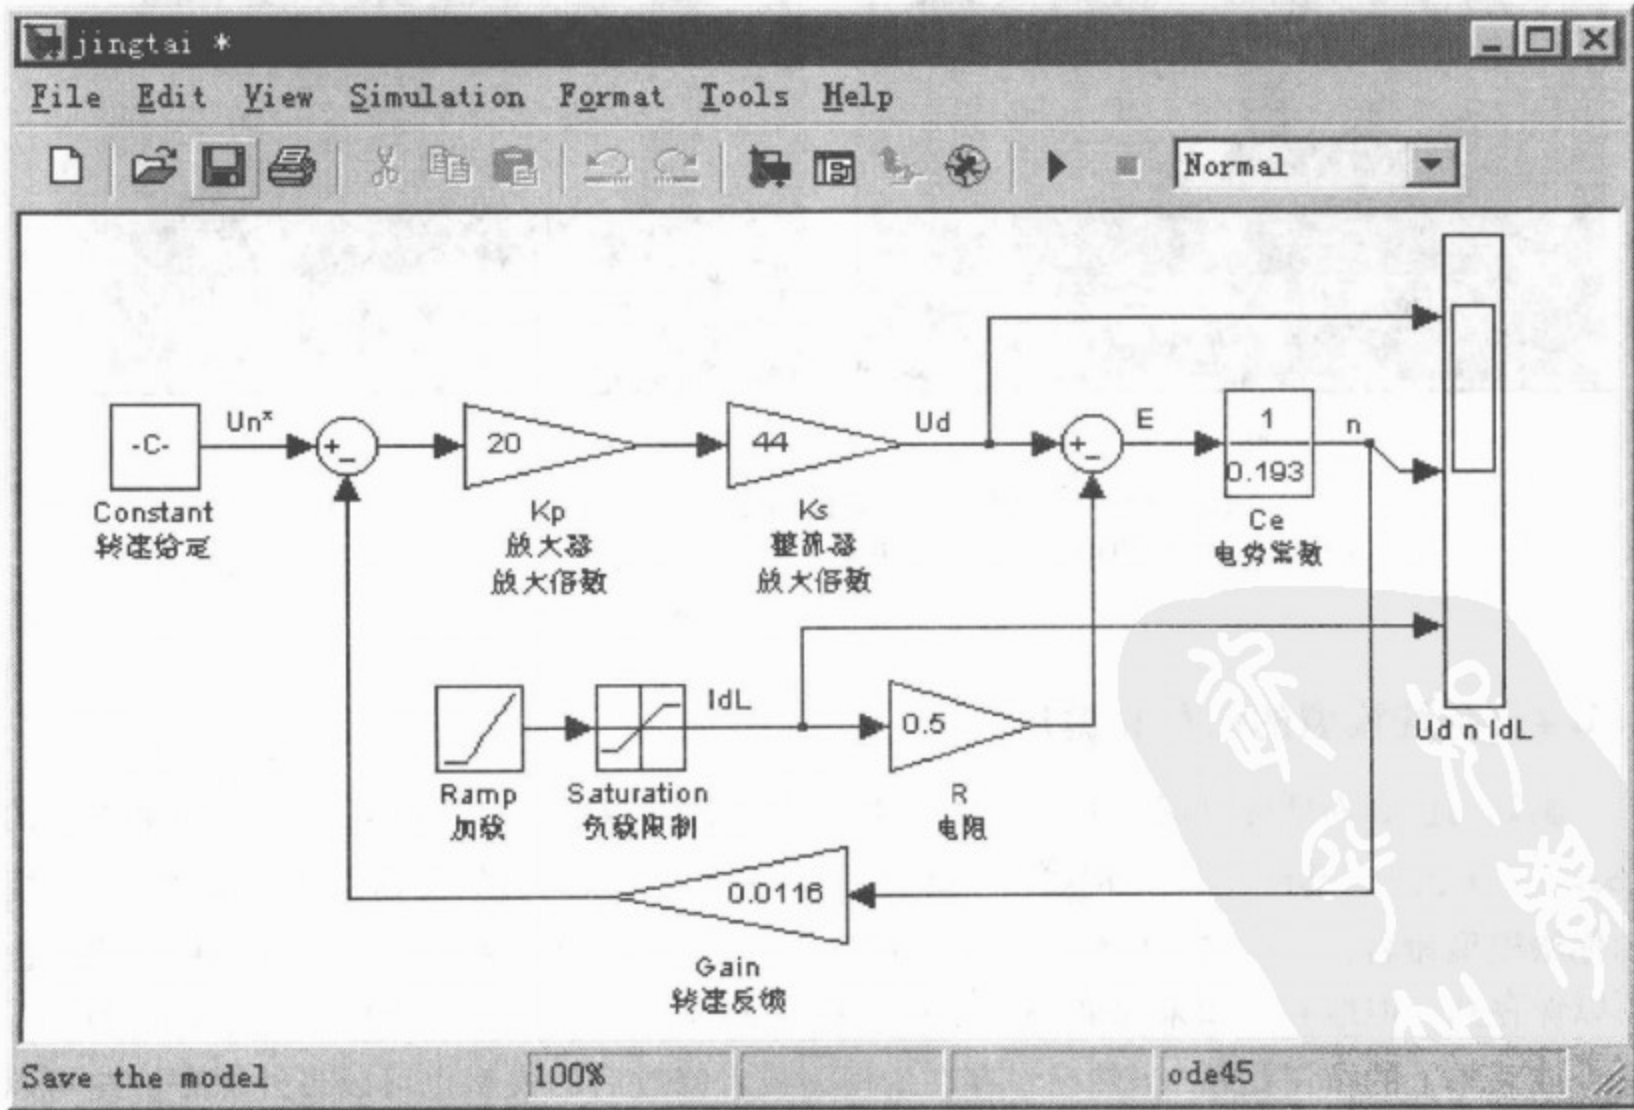 jingtai *
File Edit View Simulation Format Tools Help
Normal
-C-
Constant
转速给定
Un*
+
_
20
Kp
放大器
放大倍数
44
Ks
整流器
放大倍数
Ud
+
_
E
1
0.193
Ce
电势常数
n
Ud n IdL
Ramp
加载
Saturation
负载限制
IdL
0.5
R
电阻
0.0116
Gain
转速反馈
Save the model
100%
ode45